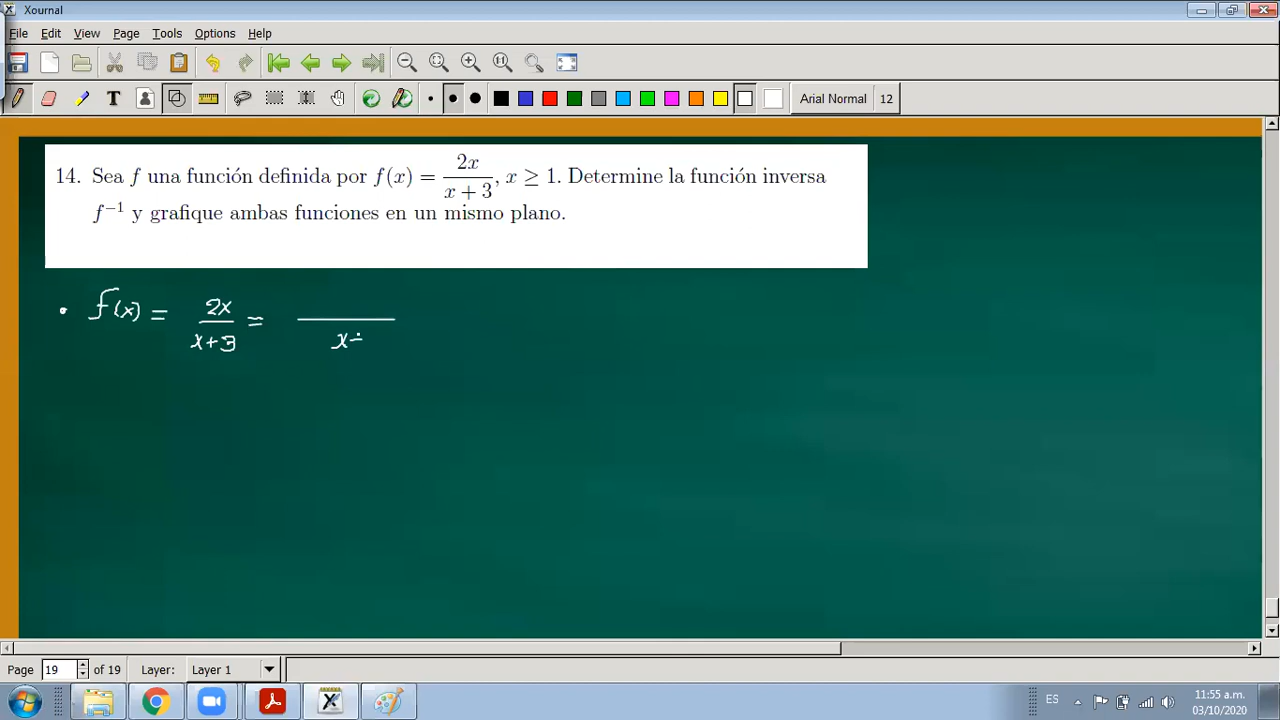 Xournal
File Edit View Page Tools Options Help
Arial Normal 12
14. Sea f una función definida por f(x) = 2x / x + 3, x ≥ 1. Determine la función inversa
f⁻¹ y grafique ambas funciones en un mismo plano.
• f(x) = 2x / x+3 = / x÷
Page 19 of 19 Layer: Layer 1
ES 11:55 a.m.
03/10/2020